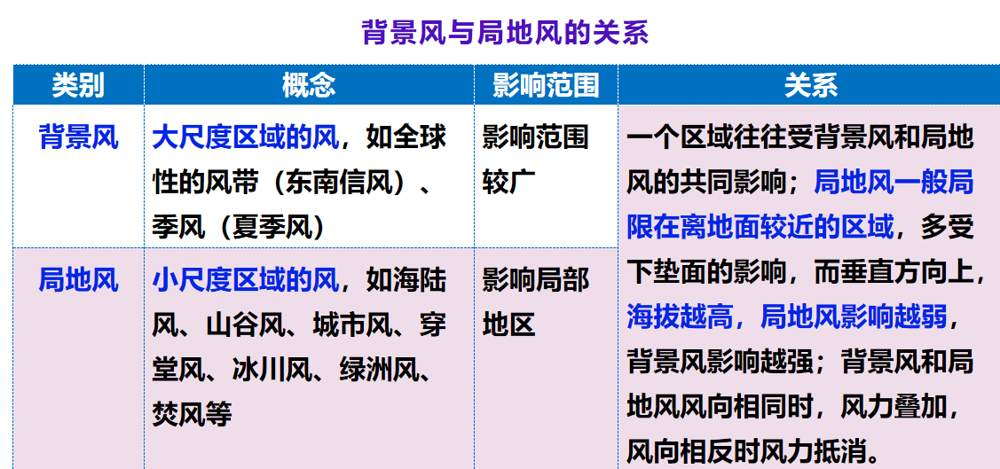 背景风与局地风的关系
类别 概念 影响范围 关系
背景风
大尺度区域的风，如全球
性的风带（东南信风）、
季风（夏季风）
影响范围
较广
一个区域往往受背景风和局地
风的共同影响；局地风一般局
限在离地面较近的区域，多受
下垫面的影响，而垂直方向上，
海拔越高，局地风影响越弱，
背景风影响越强；背景风和局
地风风向相同时，风力叠加，
风向相反时风力抵消。
局地风
小尺度区域的风，如海陆
风、山谷风、城市风、穿
堂风、冰川风、绿洲风、
焚风等
影响局部
地区